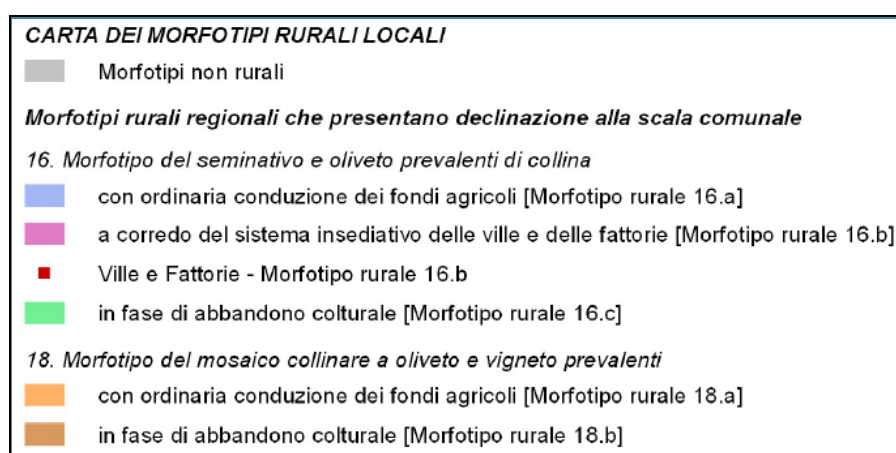 CARTA DEI MORFOTIPI RURALI LOCALI
Morfotipi non rurali
Morfotipi rurali regionali che presentano declinazione alla scala comunale
16. Morfotipo del seminativo e oliveto prevalenti di collina
con ordinaria conduzione dei fondi agricoli [Morfotipo rurale 16.a]
a corredo del sistema insediativo delle ville e delle fattorie [Morfotipo rurale 16.b]
Ville e Fattorie - Morfotipo rurale 16.b
in fase di abbandono colturale [Morfotipo rurale 16.c]
18. Morfotipo del mosaico collinare a oliveto e vigneto prevalenti
con ordinaria conduzione dei fondi agricoli [Morfotipo rurale 18.a]
in fase di abbandono colturale [Morfotipo rurale 18.b]